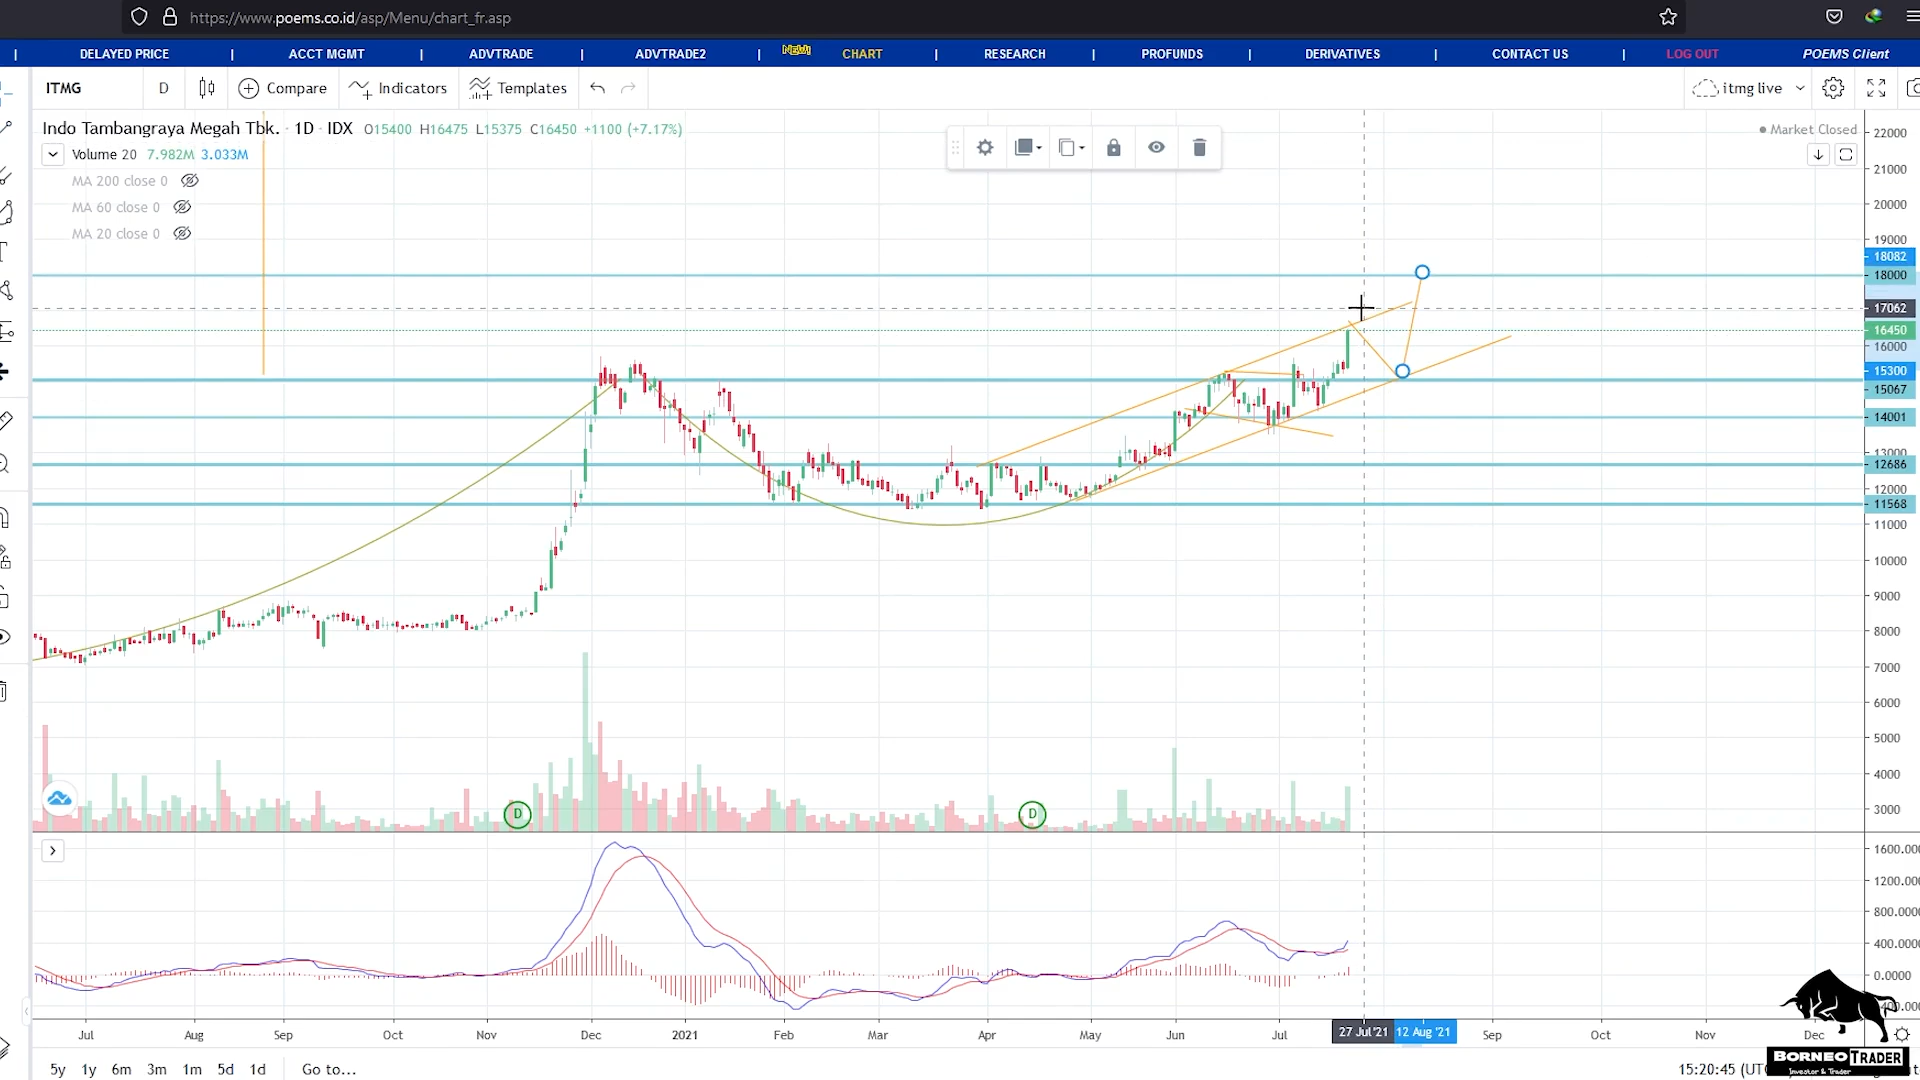 https://www.poems.co.id/asp/Menu/chart_fr.asp
| DELAYED PRICE | ACCT MGMT | ADVTRADE | ADVTRADE2 | NEW! CHART | RESEARCH | PROFUNDS | DERIVATIVES | CONTACT US | LOG OUT POEMS Client
ITMG D Compare Indicators Templates itmg live
Indo Tambangraya Megah Tbk. · 1D · IDX O15400 H16475 L15375 C16450 +1100 (+7.17%)
Market Closed
Volume 20 7.982M 3.033M
MA 200 close 0
MA 60 close 0
MA 20 close 0
22000
21000
20000
19000
18082
18000
17062
16450
16000
15300
15067
14001
13000
12686
12000
11568
11000
10000
9000
8000
7000
6000
5000
4000
3000
D D
1600.00
1200.00
800.000
400.000
0.0000
Jul Aug Sep Oct Nov Dec 2021 Feb Mar Apr May Jun Jul 27 Jul '21 12 Aug '21 Sep Oct Nov Dec
5y 1y 6m 3m 1m 5d 1d Go to... 15:20:45 (UT
BORNEO TRADER
Investor & Trader